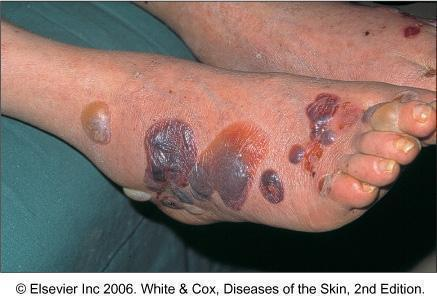 © Elsevier Inc 2006. White & Cox, Diseases of the Skin, 2nd Edition.